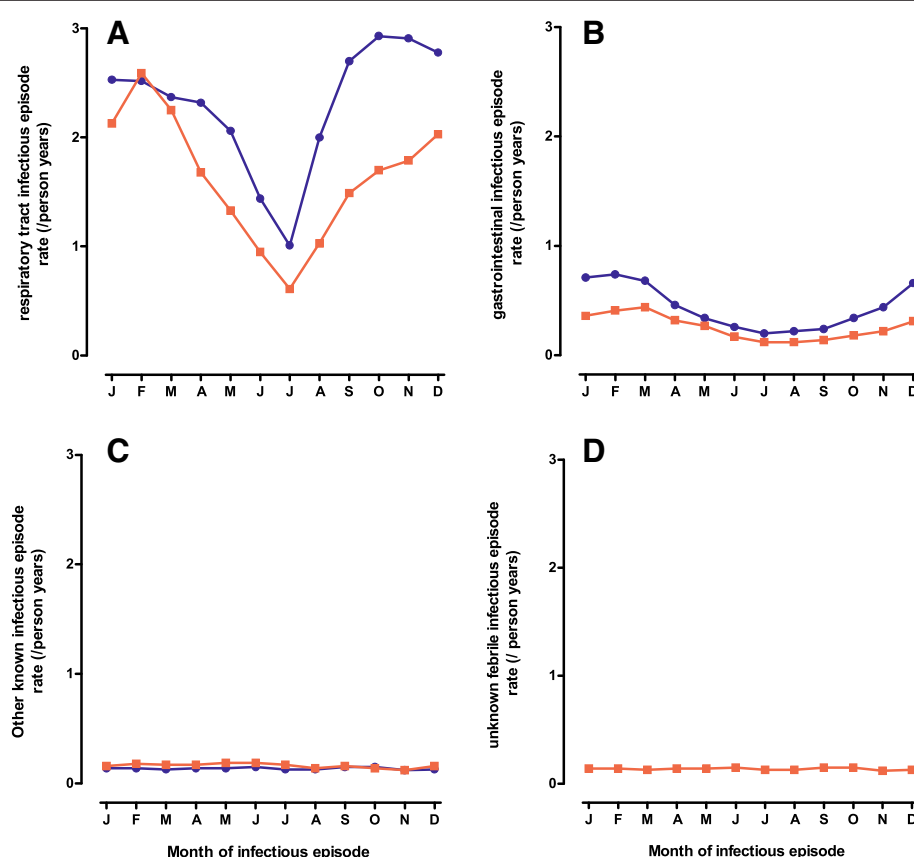 A
3
2
1
0
respiratory tract infectious episode
rate (/person years)
J F M A M J J A S O N D
B
3
2
1
0
gastrointestinal infectious episode
rate (/person years)
J F M A M J J A S O N D
C
3
2
1
0
Other known infectious episode
rate (/person years)
J F M A M J J A S O N D
Month of infectious episode
D
3
2
1
0
unknown febrile infectious episode
rate (/ person years)
J F M A M J J A S O N D
Month of infectious episode